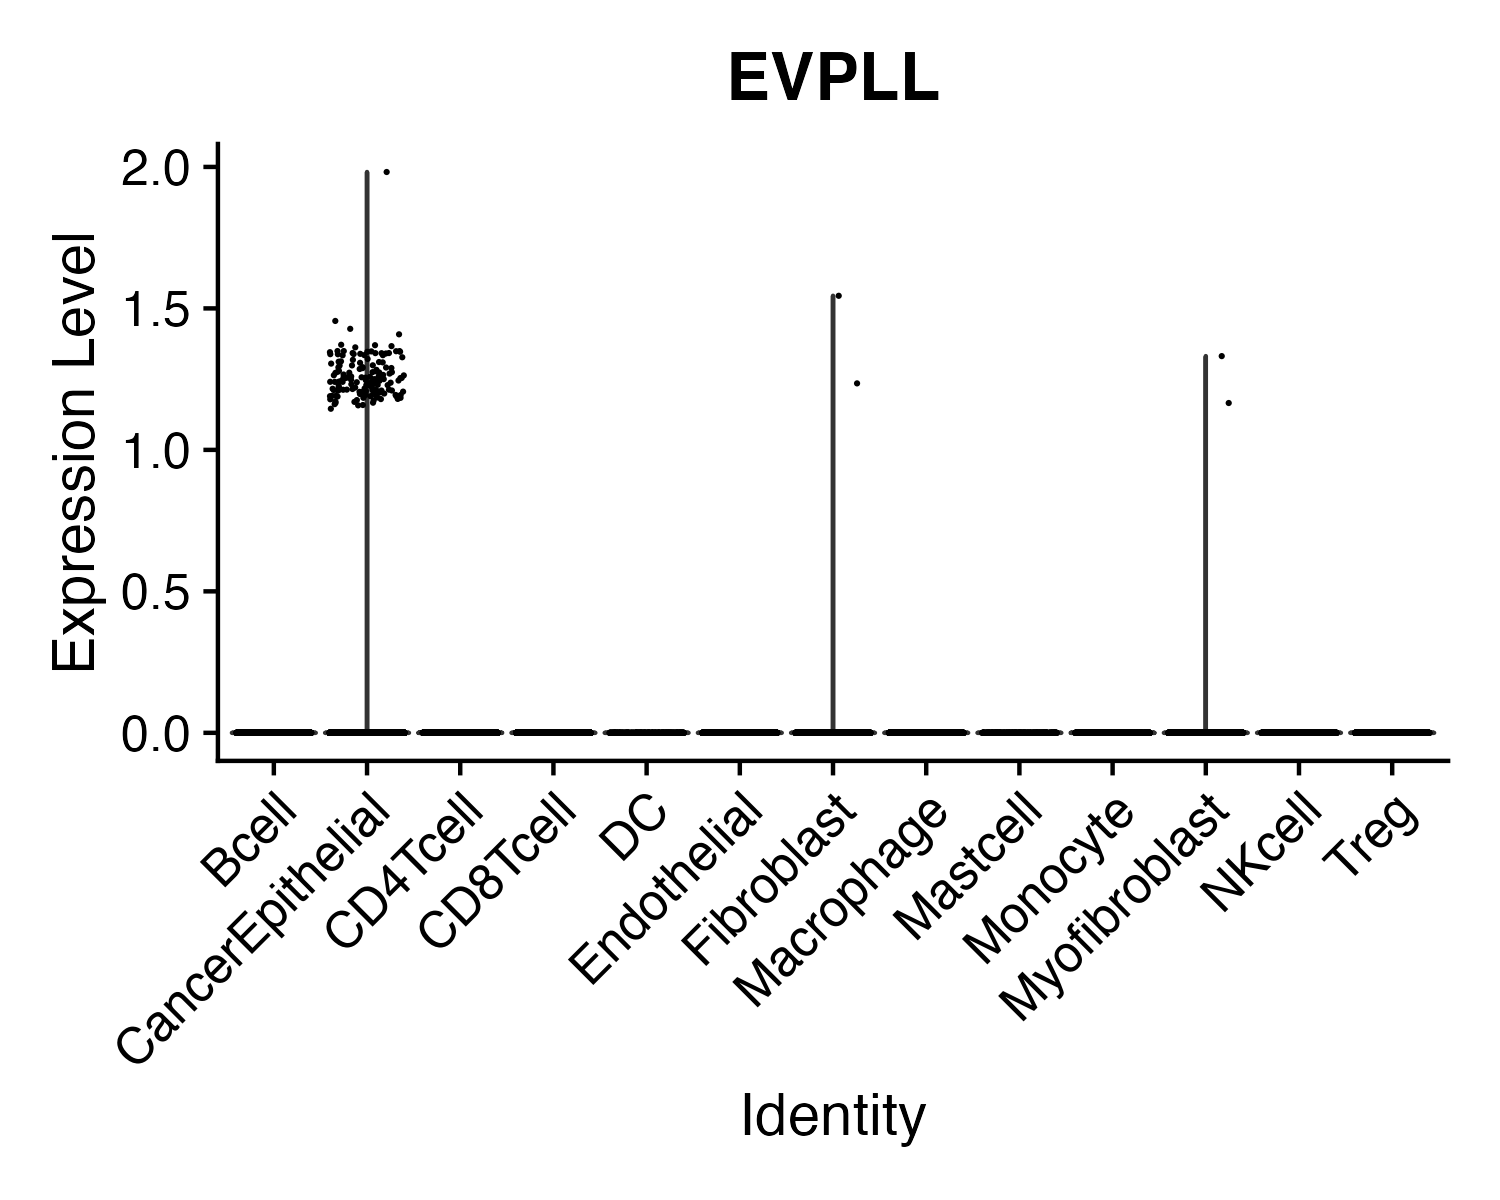 EVPLL
Expression Level
2.0
1.5
1.0
0.5
0.0
Bcell
CancerEpithelial
CD4Tcell
CD8Tcell
DC
Endothelial
Fibroblast
Macrophage
Mastcell
Monocyte
Myofibroblast
NKcell
Treg
Identity